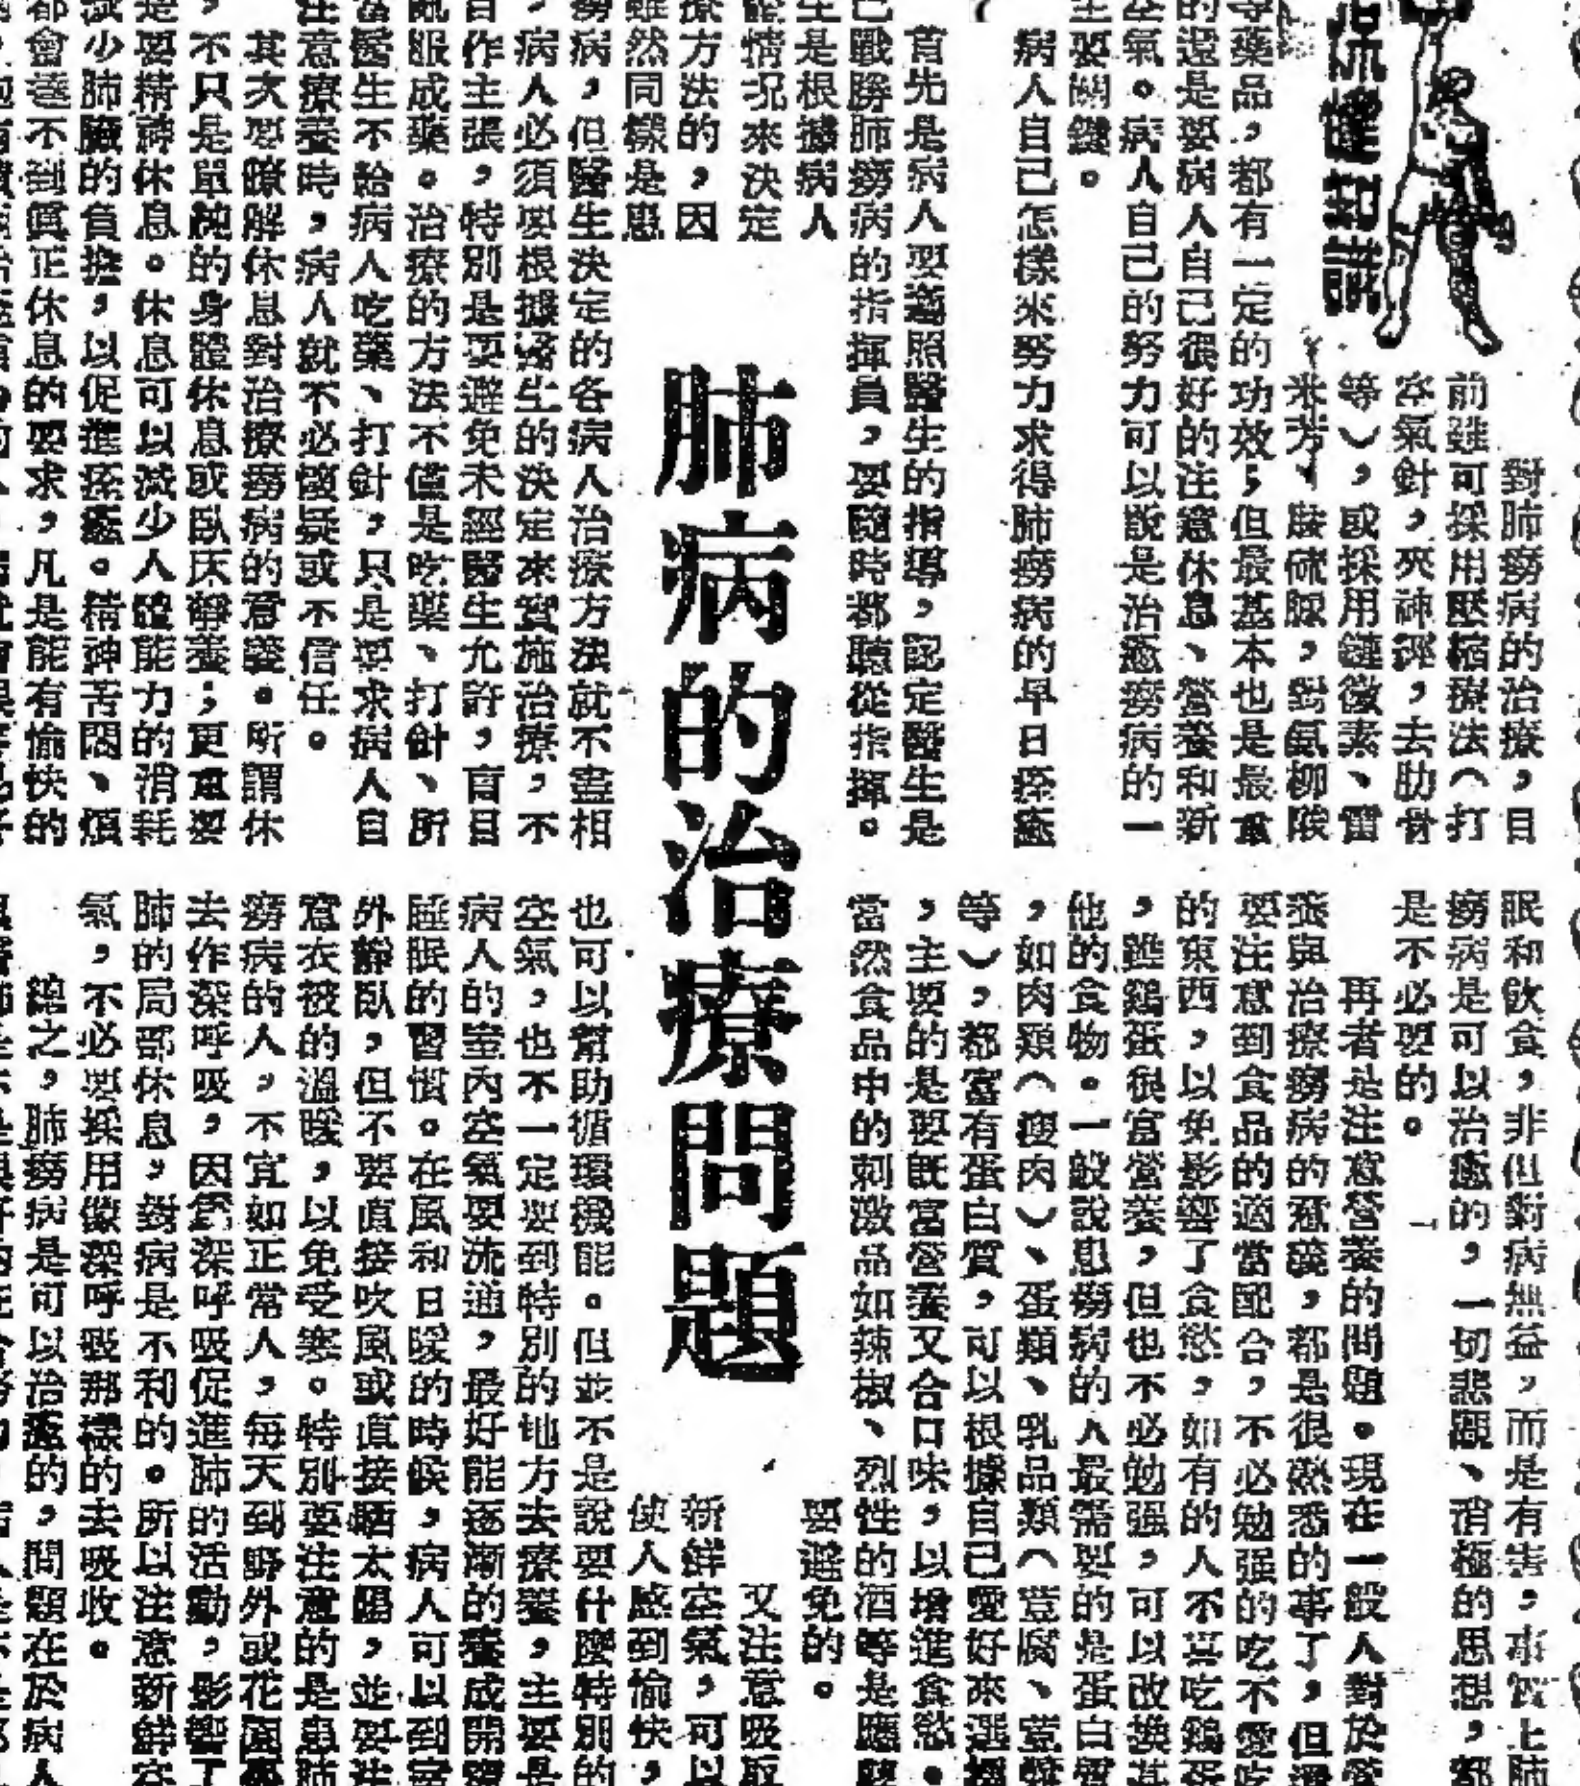 對肺癆病的治療，目
前雖可採用壓縮療法（打
空氣針，夾神經，去肋骨
等），或採用鏈黴素、雷
米芳、胺硫脲，對氨柳酸
等藥品，都有一定的功效；但最基本也是最重
的還是要病人自己很好的注意休息、營養和新
空氣。病人自己的努力可以說是治癒癆病的一
主要關鍵。
病人自己怎樣來努力求得肺癆病的早日痊癒
首先是病人要遵照醫生的指導，認定醫生是
己戰勝肺癆病的指揮員，要隨時都聽從指揮。
生是根據病人
體情況來決定
肺病的治療問題
療方法的，因
雖然同樣是患
癆病，但醫生決定的各病人治療方法就不盡相
，病人必須要根據醫生的決定來實施治療，不
自作主張，特別是要避免未經醫生允許，盲目
亂服成藥。治療的方法不僅是吃藥、打針、所
當醫生不給病人吃藥、打針，只是要求病人自
注意療養時，病人就不必懷疑或不信任。
其次要瞭解休息對治療癆病的意義。所謂休
，不只是單純的身體休息或臥床靜養；更重要
是要精神休息。休息可以減少人體能力的消耗
減少肺臟的負擔，以促進痊癒。精神苦悶、煩
都會達不到眞正休息的要求，凡是能有愉快的
眠和飲食，非但對病無益，而是有害，事實上肺
癆病是可以治癒的，一切悲觀、消極的思想，都
是不必要的。
再者是注意營養的問題。現在一般人對於營
養與治療癆病的意義，都是很熟悉的事了，但還
要注意到食品的適當配合，不必勉强的吃不愛吃
的東西，以免影響了食慾，如有的人不喜吃鷄蛋
，雖鷄蛋很富營養，但也不必勉强，可以改換其
他的食物。一般說患癆病的人最需要的是蛋白質
，如肉類（瘦肉）、蛋類、乳品類（荳腐、荳漿
等），都富有蛋白質，可以根據自己愛好來選擇
，主要的是要既富營養又合口味，以增進食慾。
當然食品中的刺激品如辣椒、烈性的酒等是應該
要避免的。
又注意吸取
新鮮空氣，可以
使人感到愉快，
也可以幫助循環機能。但並不是說要什麼特別的
空氣，也不一定要到特別的地方去療養，主要是
病人的室內空氣要流通，最好能逐漸的養成開窗
睡眠的習慣。在風和日暖的時候，病人可以到室
外靜臥，但不要直接吹風或直接晒太陽，並要注
意衣被的溫暖，以免受寒。特別要注意的是患肺
癆病的人，不宜如正常人，每天到野外或花園裏
去作深呼吸，因爲深呼吸促進肺的活動，影響了
肺的局部休息，對病是不利的。所以注意新鮮空
氣，不必要採用做深呼吸那樣的去吸收。
總之，肺癆病是可以治癒的，問題在於病人